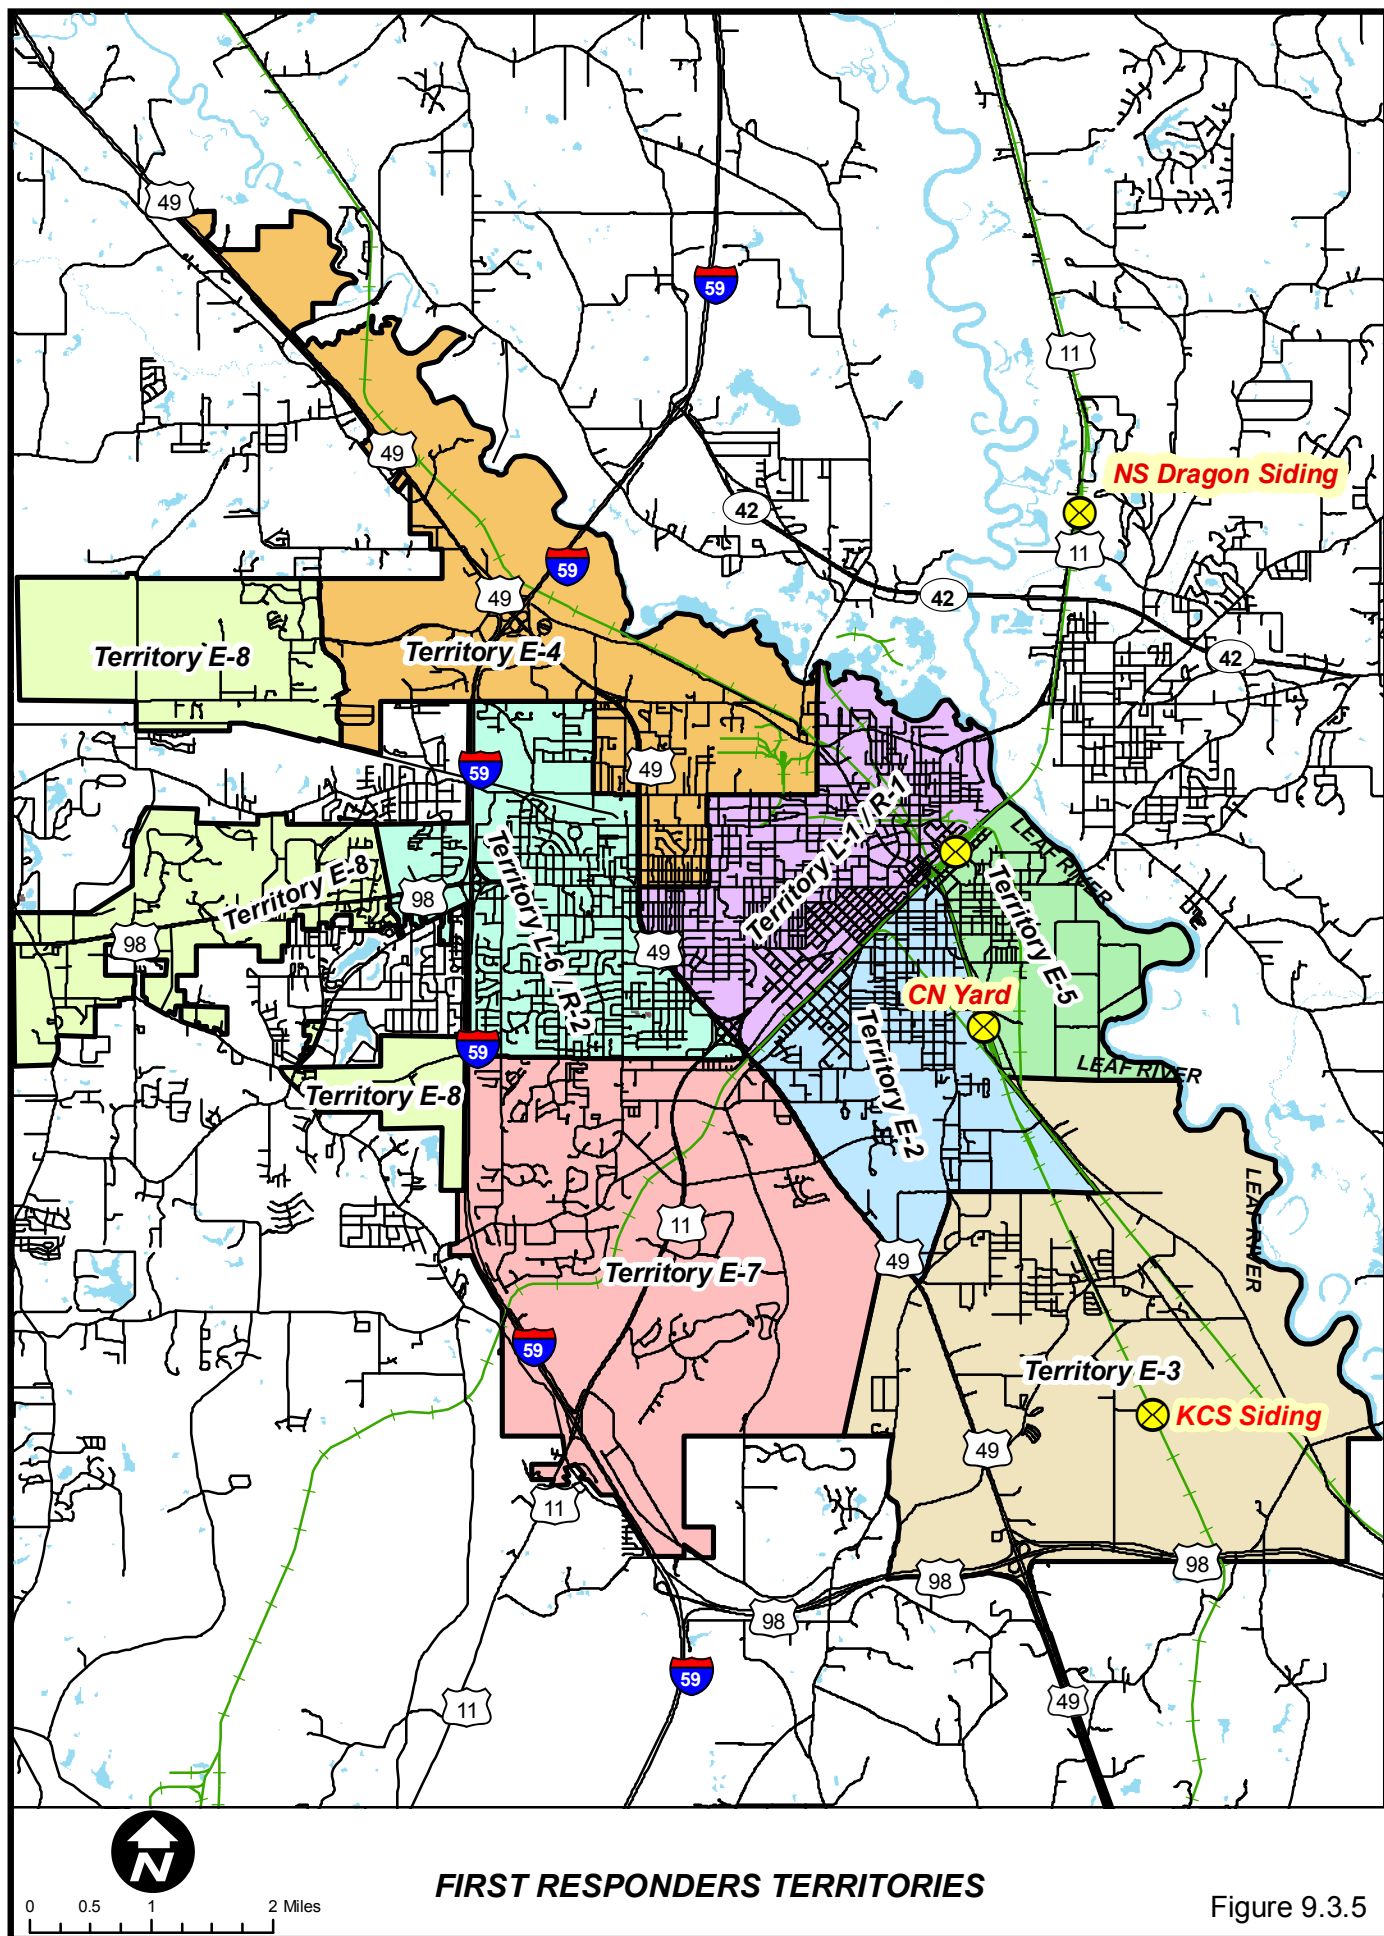 49
59
11
49
NS Dragon Siding
42
11
59
49
42
Territory E-8
Territory E-4
42
59
49
Territory L-1 / R-1
LEAF RIVER
Territory E-8
98
Territory L-6 / R-2
Territory E-5
98
49
CN Yard
59
Territory E-2
LEAF RIVER
Territory E-8
LEAF RIVER
11
49
Territory E-7
59
Territory E-3
KCS Siding
49
11
98
98
98
59
11
49
N
FIRST RESPONDERS TERRITORIES
0 0.5 1 2 Miles
Figure 9.3.5